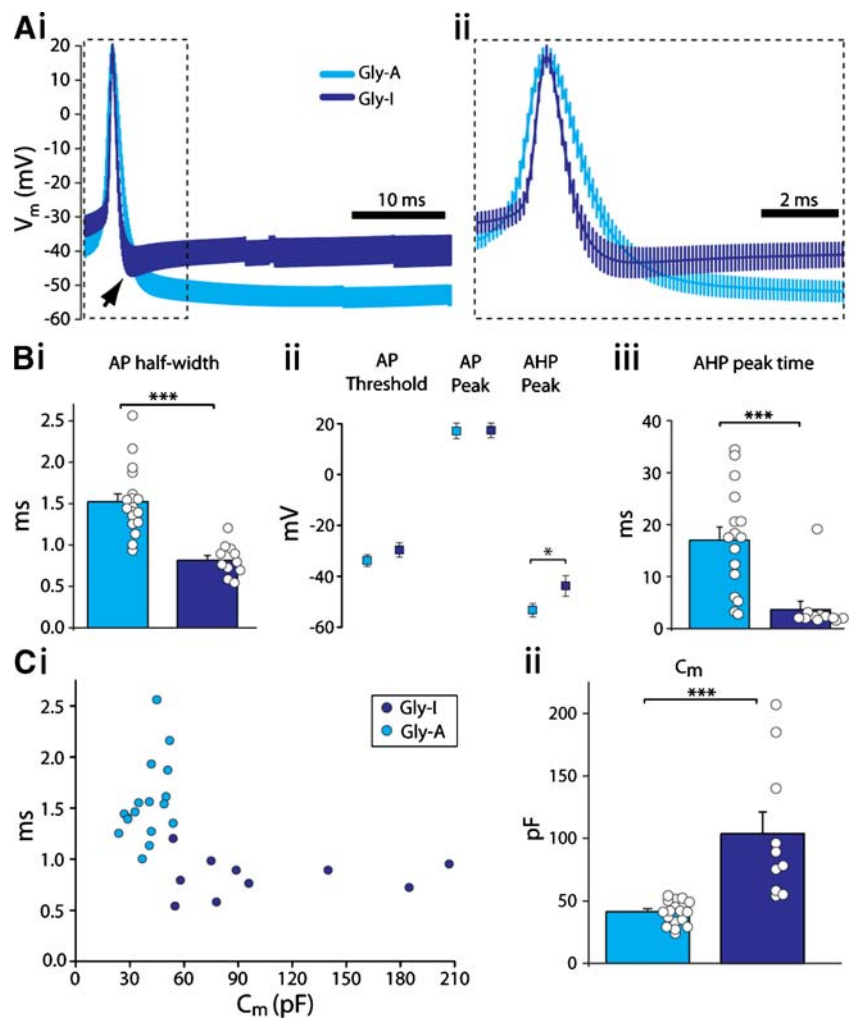 Ai
ii
20
10
0
-10
-20
-30
-40
-50
-60
Vm (mV)
Gly-A
Gly-I
10 ms
2 ms
Bi
AP half-width
***
2.5
2.0
1.5
1.0
0.5
0.0
ms
ii
AP
Threshold
AP
Peak
AHP
Peak
20
0
-20
-40
-60
mV
*
iii
AHP peak time
***
40
30
20
10
0
ms
Ci
2.5
2.0
1.5
1.0
0.5
0.0
ms
Gly-I
Gly-A
0 30 60 90 120 150 180 210
Cm (pF)
ii
Cm
***
200
150
100
50
0
pF